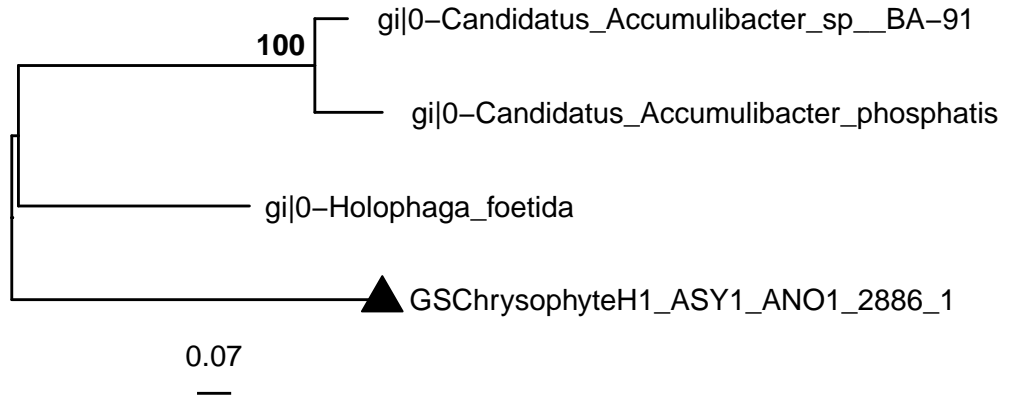 gi|0−Candidatus_Accumulibacter_sp__BA−91
100
gi|0−Candidatus_Accumulibacter_phosphatis
gi|0−Holophaga_foetida
GSChrysophyteH1_ASY1_ANO1_2886_1
0.07